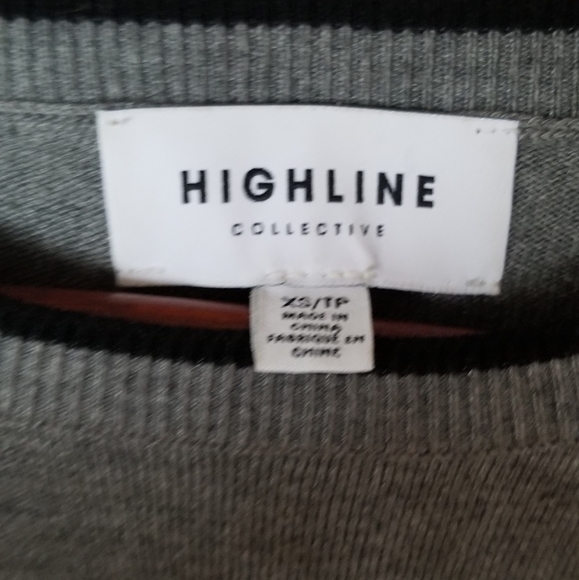 HIGHLINE
COLLECTIVE
XS/TP
MADE IN
CHINA
FABRIQUÉ EN
CHINE